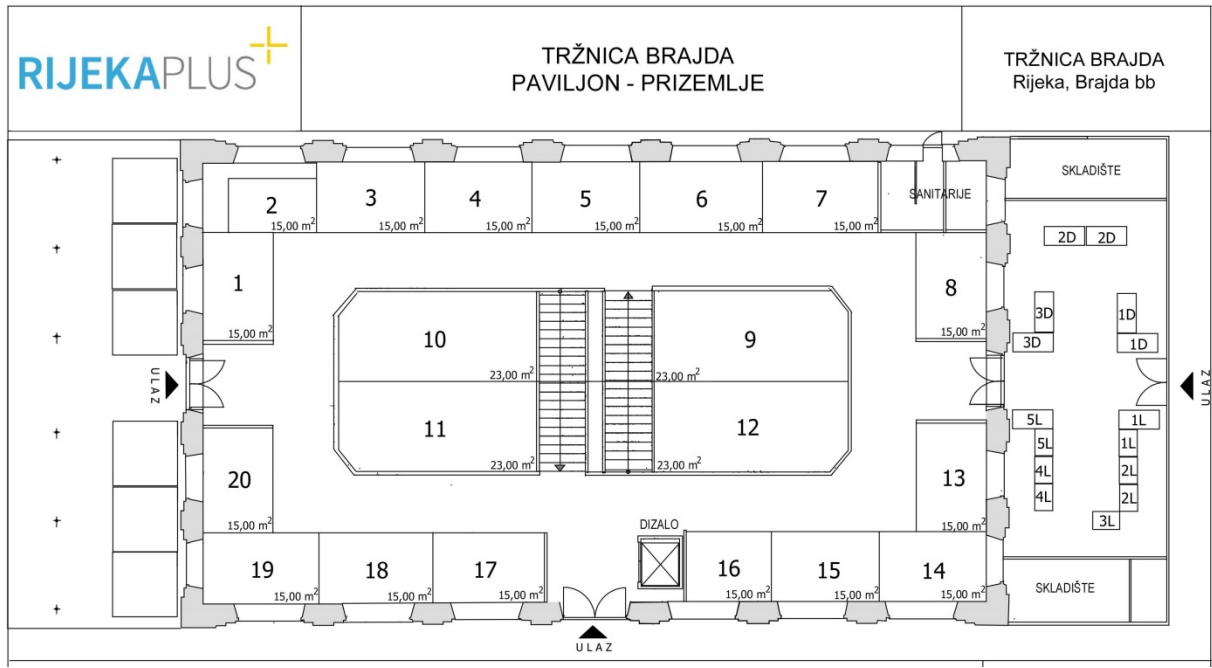 RIJEKAPLUS
TRŽNICA BRAJDA
PAVILJON - PRIZEMLJE
TRŽNICA BRAJDA
Rijeka, Brajda bb
2
15,00 m²
3
15,00 m²
4
15,00 m²
5
15,00 m²
6
15,00 m²
7
15,00 m²
SANITARIJE
SKLADIŠTE
2D
2D
1
15,00 m²
8
15,00 m²
3D
1D
3D
1D
10
23,00 m²
9
23,00 m²
ULAZ
ULAZ
11
23,00 m²
12
23,00 m²
5L
1L
5L
1L
4L
2L
4L
2L
3L
20
15,00 m²
13
15,00 m²
DIZALO
19
15,00 m²
18
15,00 m²
17
15,00 m²
16
15,00 m²
15
15,00 m²
14
15,00 m²
SKLADIŠTE
ULAZ